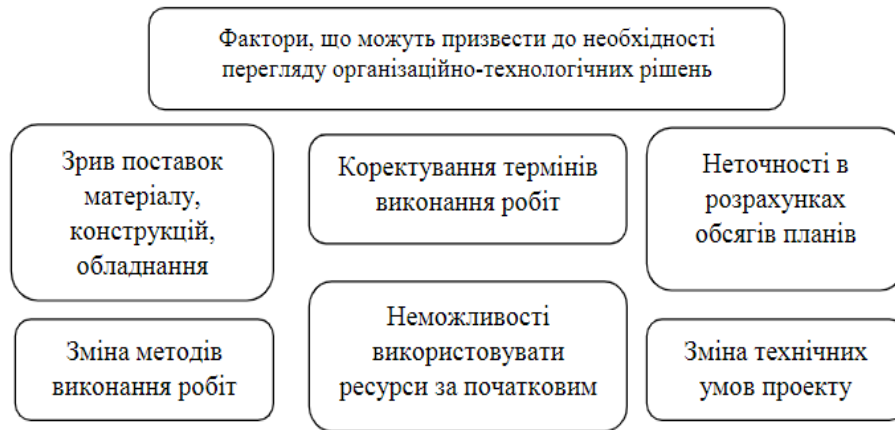 Фактори, що можуть призвести до необхідності
перегляду організаційно-технологічних рішень
Зрив поставок
матеріалу,
конструкцій,
обладнання
Коректування термінів
виконання робіт
Неточності в
розрахунках
обсягів планів
Зміна методів
виконання робіт
Неможливості
використовувати
ресурси за початковим
Зміна технічних
умов проекту